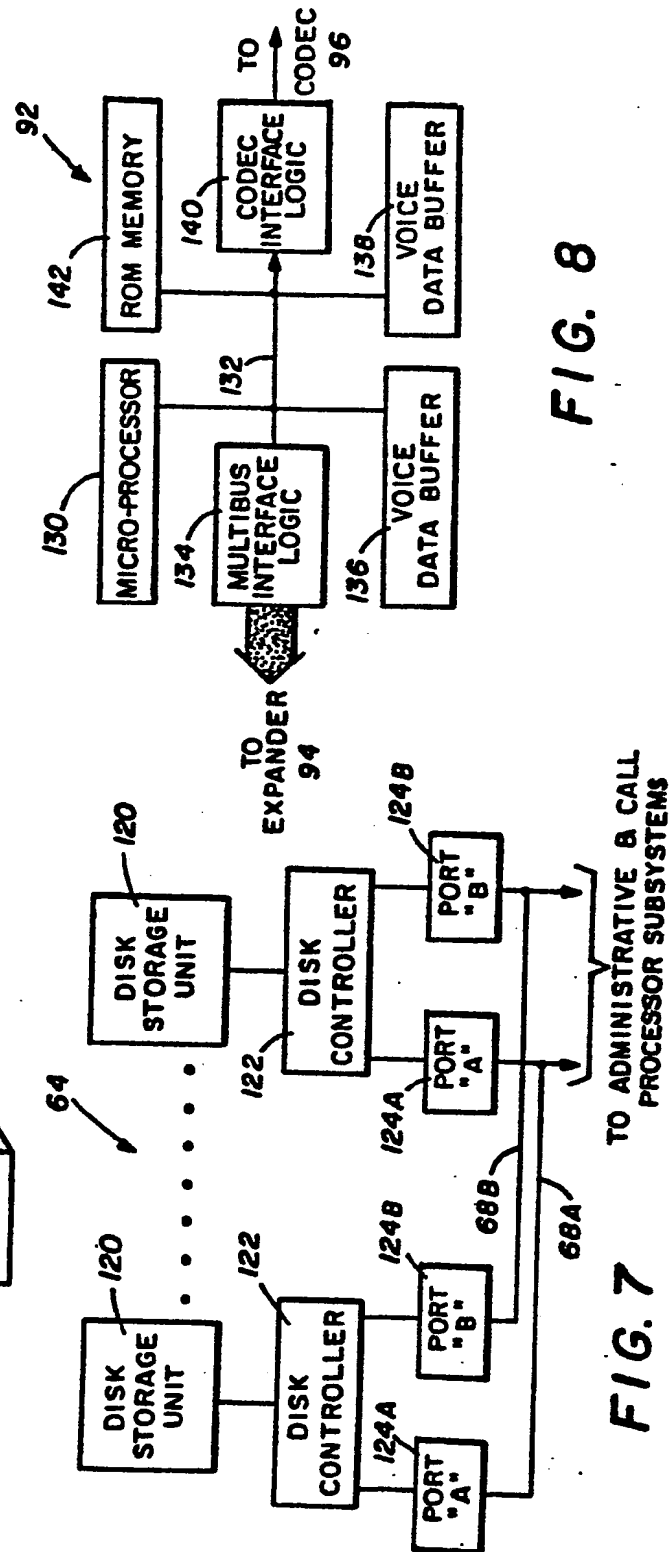 64
120
DISK
STORAGE
UNIT
120
DISK
STORAGE
UNIT
122
DISK
CONTROLLER
122
DISK
CONTROLLER
124A
PORT
"A"
124B
PORT
"B"
124A
PORT
"A"
124B
PORT
"B"
68B
68A
TO ADMINISTRATIVE & CALL
PROCESSOR SUBSYSTEMS
FIG. 7
92
130
MICRO-PROCESSOR
142
ROM MEMORY
134
MULTIBUS
INTERFACE
LOGIC
132
140
CODEC
INTERFACE
LOGIC
TO
CODEC
96
TO
EXPANDER
94
136
VOICE
DATA BUFFER
138
VOICE
DATA BUFFER
FIG. 8